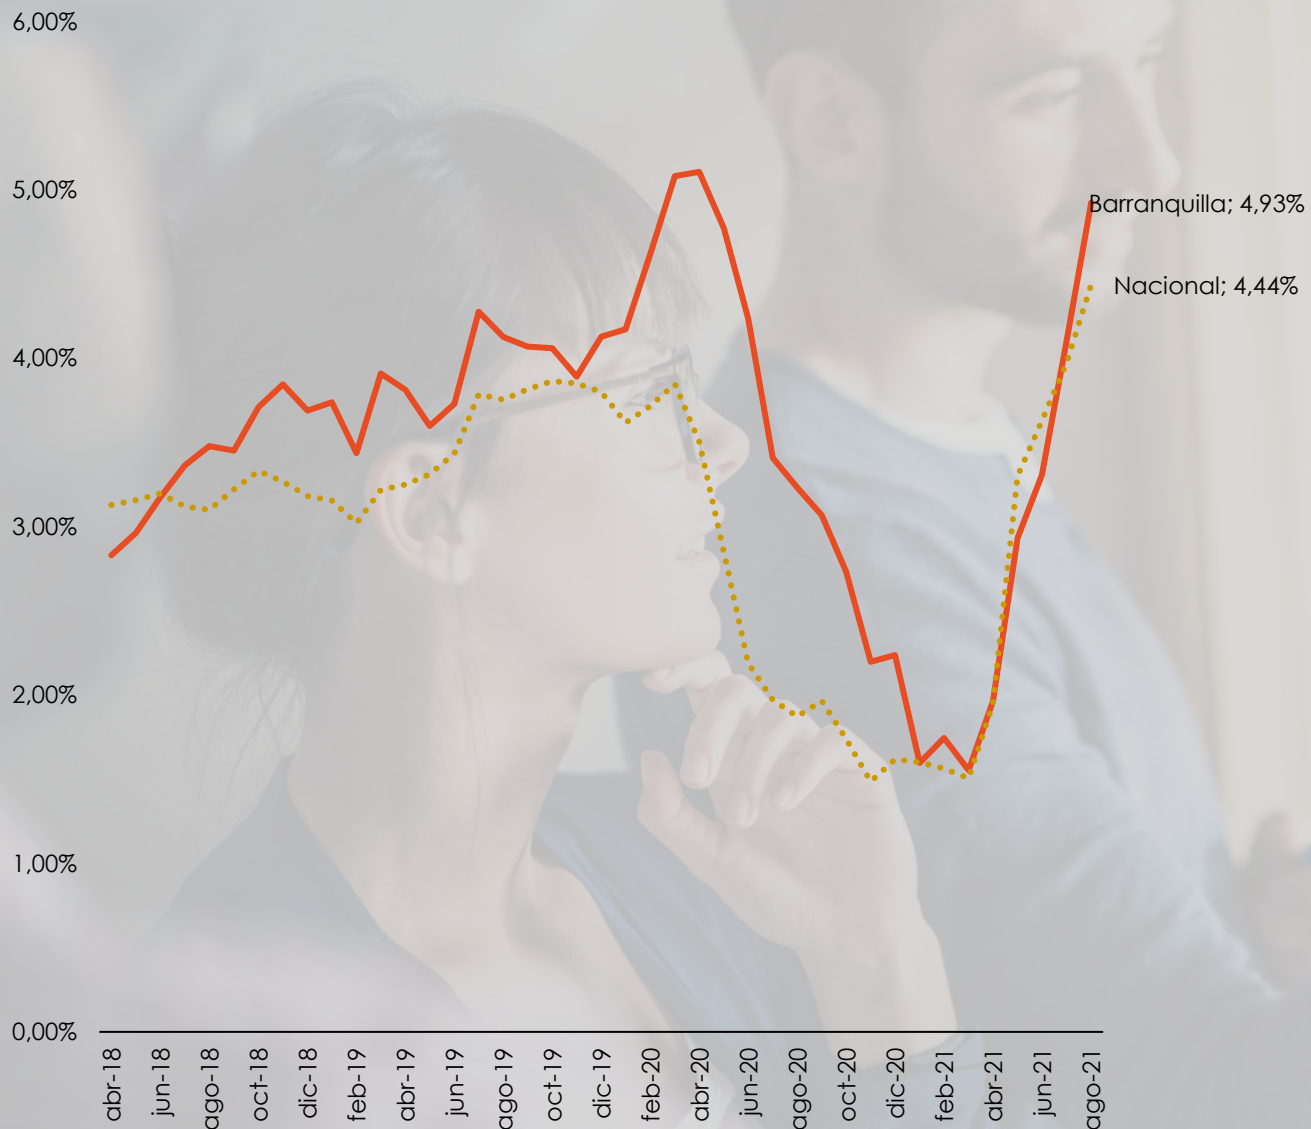 6,00%
5,00%
4,00%
3,00%
2,00%
1,00%
0,00%
Barranquilla; 4,93%
Nacional; 4,44%
abr-18
jun-18
ago-18
oct-18
dic-18
feb-19
abr-19
jun-19
ago-19
oct-19
dic-19
feb-20
abr-20
jun-20
ago-20
oct-20
dic-20
feb-21
abr-21
jun-21
ago-21